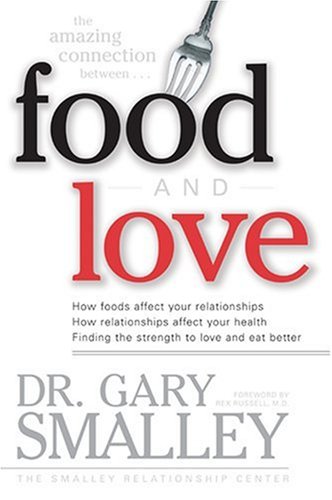 the
amazing
connection
between . . .
food
AND
love
How foods affect your relationships
How relationships affect your health
Finding the strength to love and eat better
DR. GARY
FOREWORD BY
REX RUSSELL, M.D.
SMALLEY
THE SMALLEY RELATIONSHIP CENTER